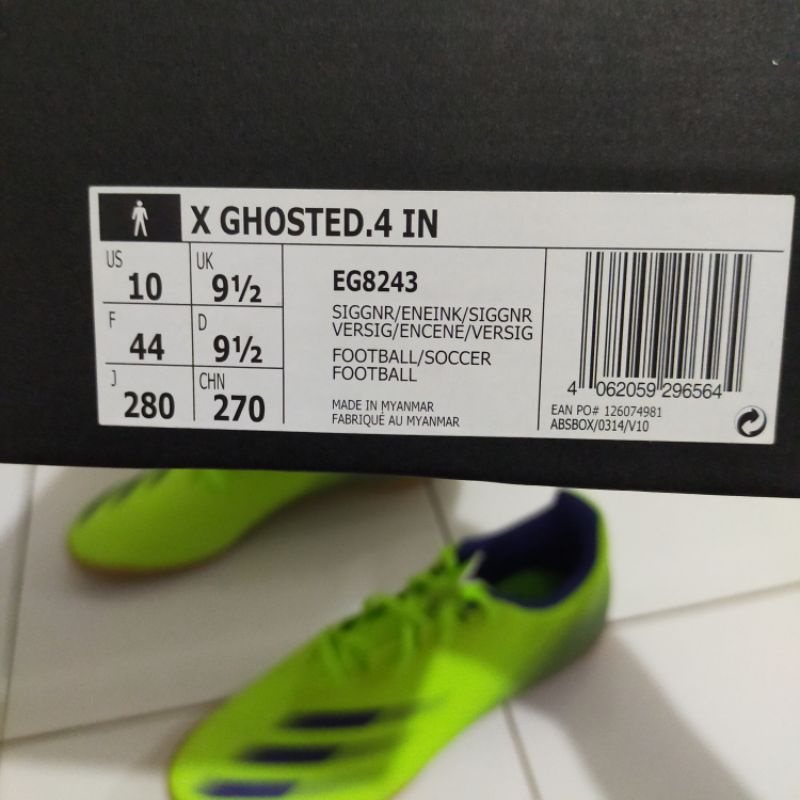 X GHOSTED.4 IN
US 10 UK 9½
F 44 D 9½
J 280 CHN 270
EG8243
SIGGNR/ENEINK/SIGGNR
VERSIG/ENCENE/VERSIG
FOOTBALL/SOCCER
FOOTBALL
MADE IN MYANMAR
FABRIQUÉ AU MYANMAR
4 062059 296564
EAN PO# 126074981
ABSBOX/0314/V10